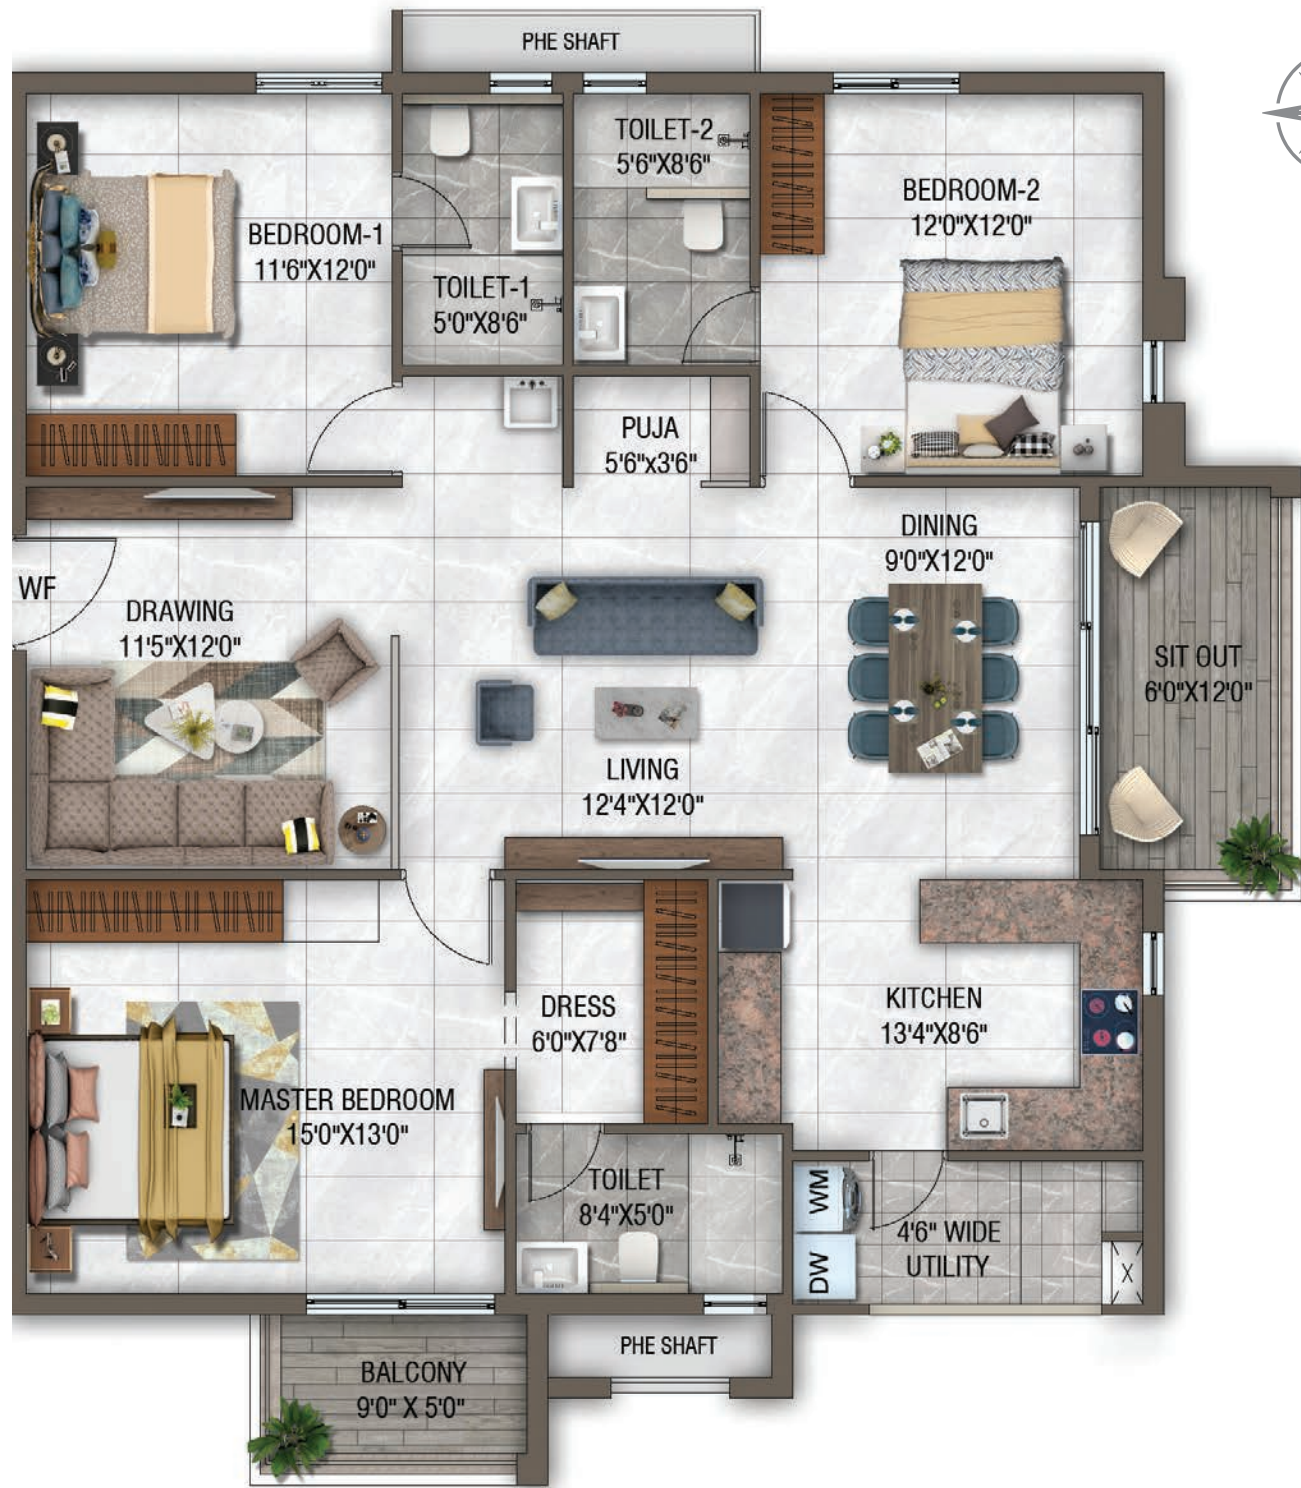 PHE SHAFT
TOILET-2
5'6"X8'6"
BEDROOM-2
12'0"X12'0"
BEDROOM-1
11'6"X12'0"
TOILET-1
5'0"X8'6"
PUJA
5'6"x3'6"
DINING
9'0"X12'0"
WF
DRAWING
11'5"X12'0"
SIT OUT
6'0"X12'0"
LIVING
12'4"X12'0"
DRESS
6'0"X7'8"
KITCHEN
13'4"X8'6"
MASTER BEDROOM
15'0"X13'0"
TOILET
8'4"X5'0"
WM
DW
4'6" WIDE
UTILITY
X
PHE SHAFT
BALCONY
9'0" X 5'0"